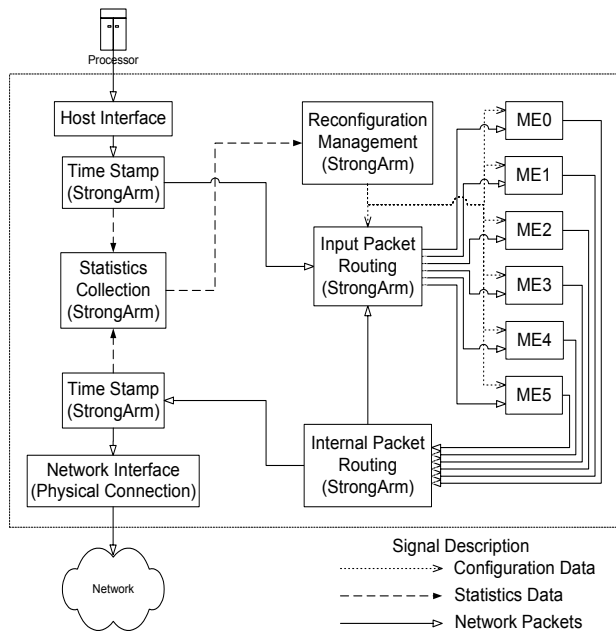 Processor
Host Interface
Time Stamp
(StrongArm)
Statistics
Collection
(StrongArm)
Time Stamp
(StrongArm)
Network Interface
(Physical Connection)
Network
Reconfiguration
Management
(StrongArm)
Input Packet
Routing
(StrongArm)
Internal Packet
Routing
(StrongArm)
ME0
ME1
ME2
ME3
ME4
ME5
Signal Description
Configuration Data
Statistics Data
Network Packets